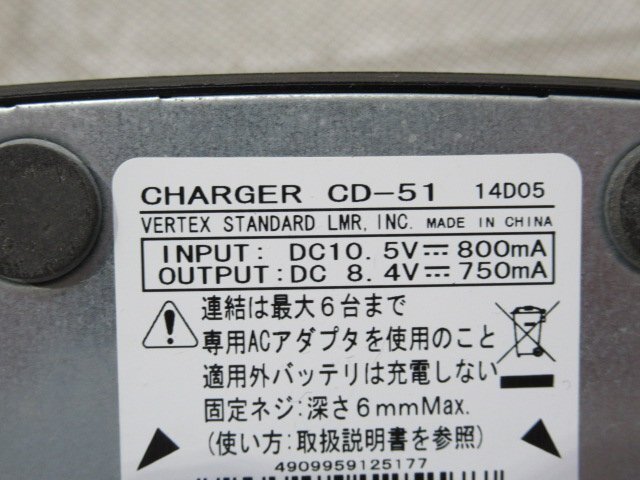 CHARGER CD-51 14D05
VERTEX STANDARD LMR, INC. MADE IN CHINA
INPUT: DC10.5V⎓800mA
OUTPUT:DC 8.4V⎓750mA
連結は最大6台まで
専用ACアダプタを使用のこと
適用外バッテリは充電しない
固定ネジ:深さ6mmMax.
(使い方:取扱説明書を参照)
4909959125177